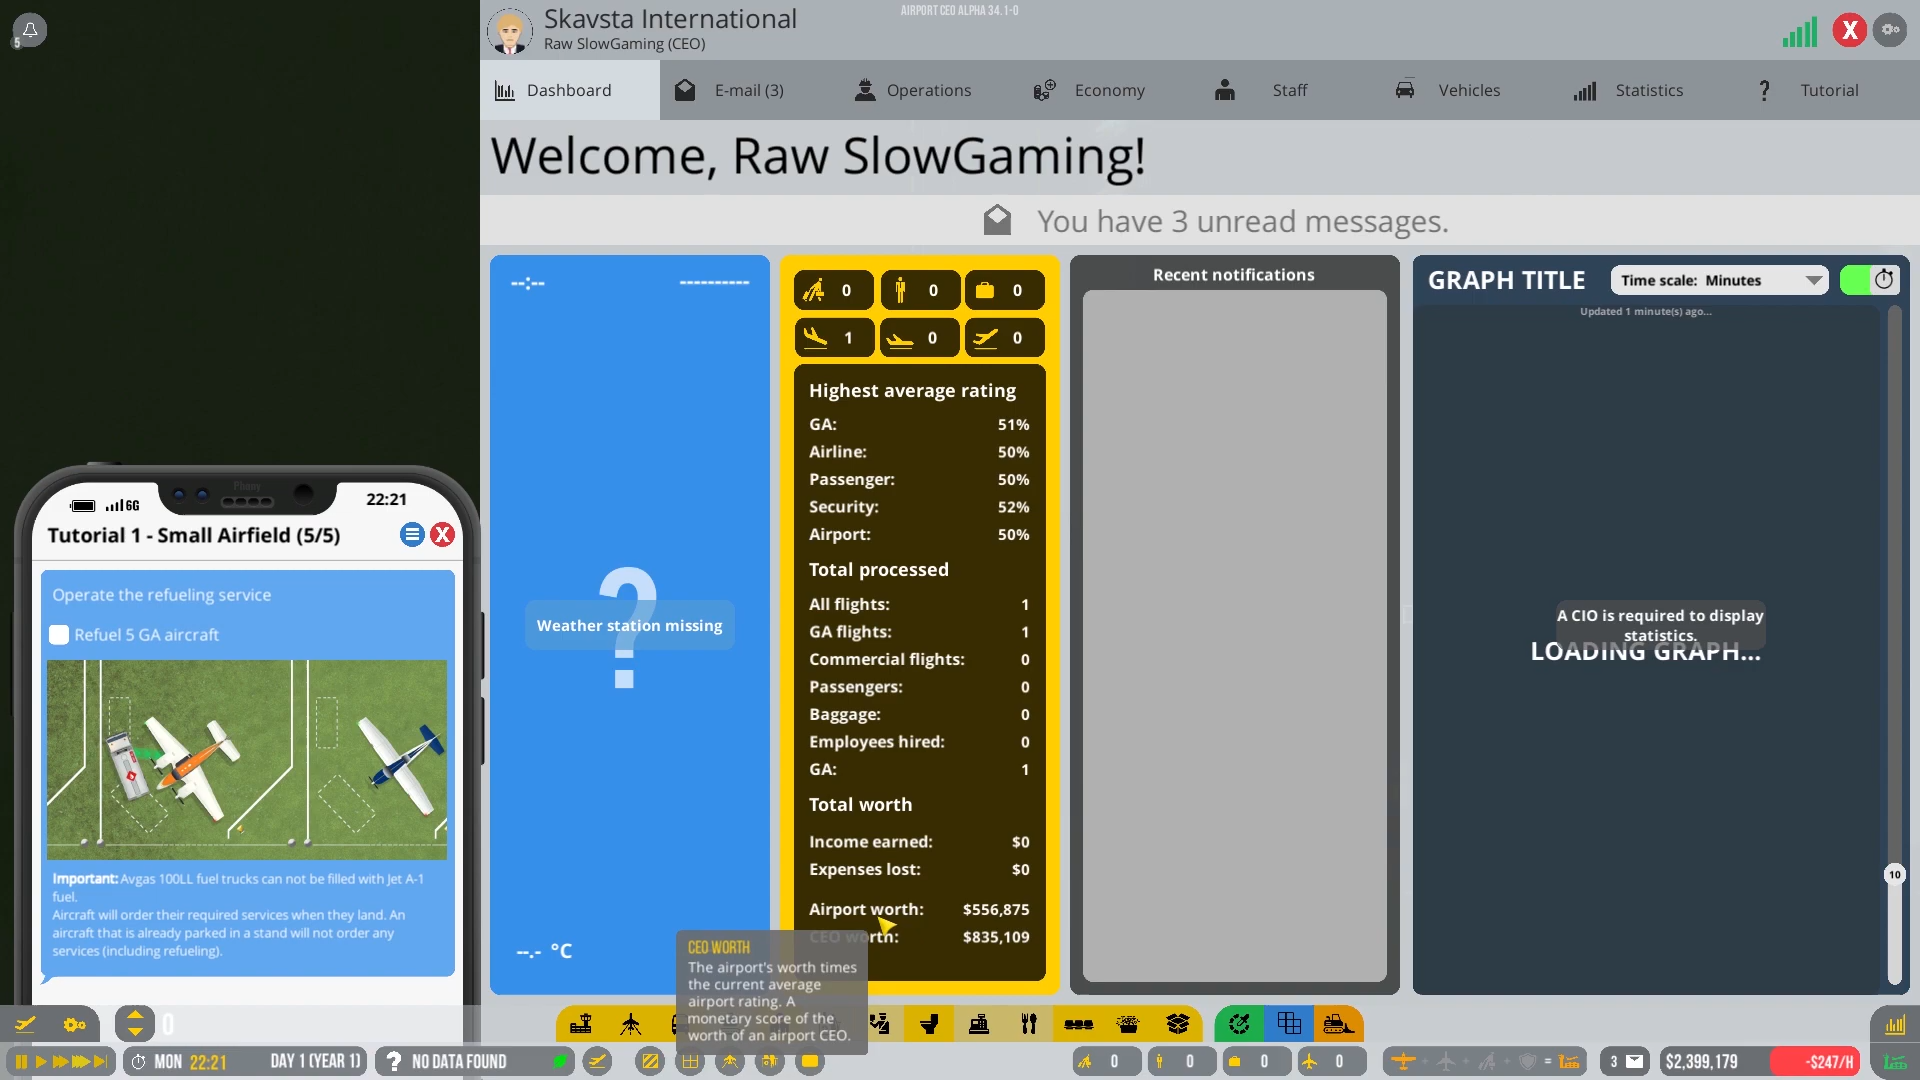 5
Skavsta International
Raw SlowGaming (CEO)
AIRPORT CEO ALPHA 34.1-0
X
Dashboard
E-mail (3)
Operations
Economy
Staff
Vehicles
Statistics
? Tutorial
Welcome, Raw SlowGaming!
You have 3 unread messages.
--:--
----------
?
Weather station missing
--.- °C
0 0 0
1 0 0
Highest average rating
GA: 51%
Airline: 50%
Passenger: 50%
Security: 52%
Airport: 50%
Total processed
All flights: 1
GA flights: 1
Commercial flights: 0
Passengers: 0
Baggage: 0
Employees hired: 0
GA: 1
Total worth
Income earned: $0
Expenses lost: $0
Airport worth: $556,875
CEO worth: $835,109
CEO WORTH
The airport's worth times
the current average
airport rating. A
monetary score of the
worth of an airport CEO.
Recent notifications
GRAPH TITLE
Time scale: Minutes
Updated 1 minute(s) ago...
A CIO is required to display
statistics.
LOADING GRAPH...
10
Phony
6G
22:21
Tutorial 1 - Small Airfield (5/5)
X
Operate the refueling service
Refuel 5 GA aircraft
Important: Avgas 100LL fuel trucks can not be filled with Jet A-1
fuel.
Aircraft will order their required services when they land. An
aircraft that is already parked in a stand will not order any
services (including refueling).
0
MON 22:21 DAY 1 (YEAR 1)
? NO DATA FOUND
0 0 0 0
+ + + =
3
$2,399,179
-$247/H